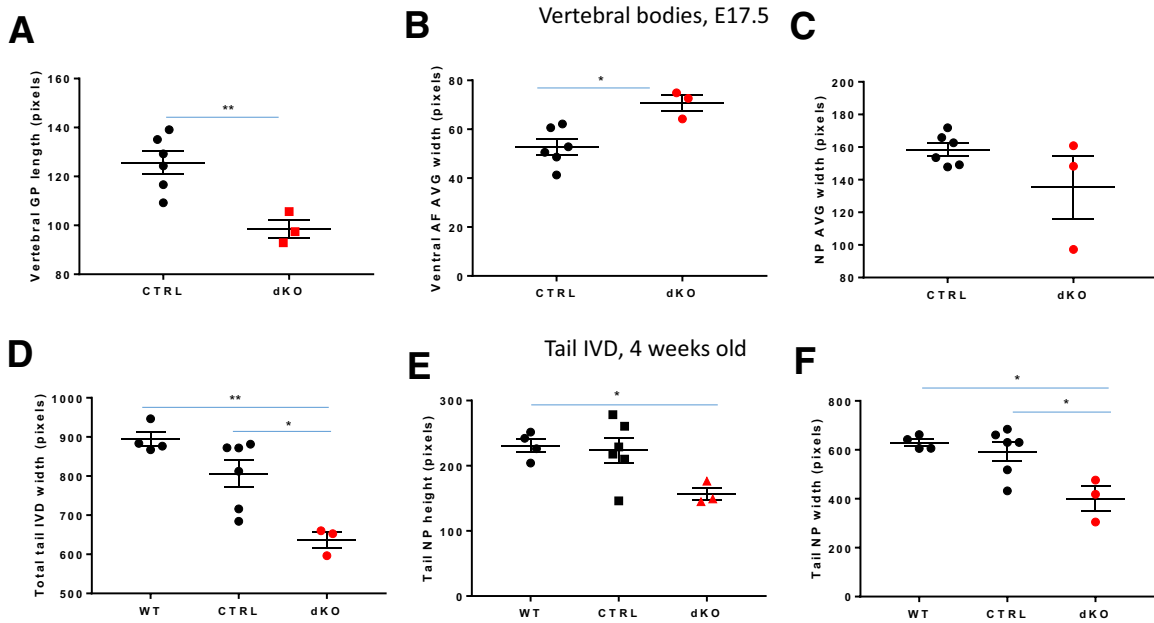 Vertebral bodies, E17.5
A
Vertebral GP length (pixels)
160
140
120
100
80
**
CTRL
dKO
B
Ventral AF AVG width (pixels)
80
60
40
20
0
*
CTRL
dKO
C
NP AVG width (pixels)
200
180
160
140
120
100
80
CTRL
dKO
Tail IVD, 4 weeks old
D
Total tail IVD width (pixels)
1000
900
800
700
600
500
**
*
WT
CTRL
dKO
E
Tail NP height (pixels)
300
200
100
0
*
WT
CTRL
dKO
F
Tail NP width (pixels)
800
600
400
200
0
*
*
WT
CTRL
dKO